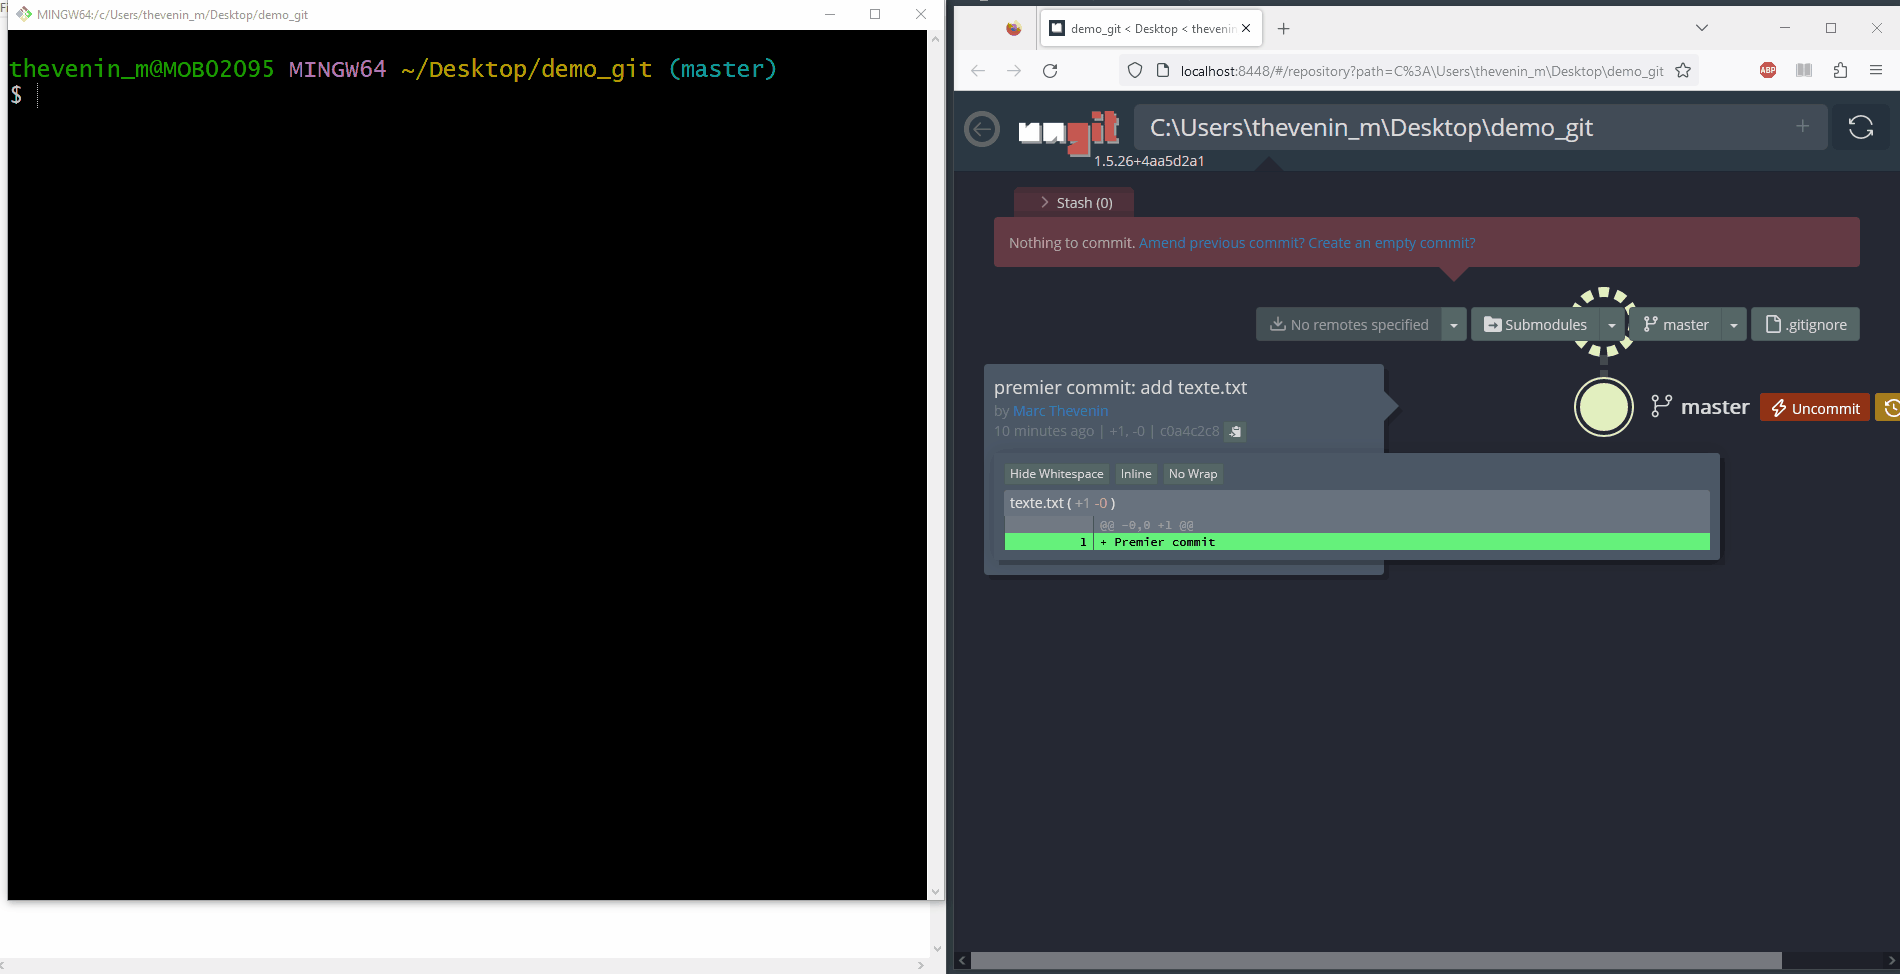 MINGW64:/c/Users/thevenin_m/Desktop/demo_git
thevenin_m@MOBO2095 MINGW64 ~/Desktop/demo_git (master)
$
demo_git < Desktop < thevenin
localhost:8448/#/repository?path=C%3A\Users\thevenin_m\Desktop\demo_git
ABP
ungit
C:\Users\thevenin_m\Desktop\demo_git
1.5.26+4aa5d2a1
Stash (0)
Nothing to commit. Amend previous commit? Create an empty commit?
No remotes specified
Submodules
master
.gitignore
premier commit: add texte.txt
by Marc Thevenin
10 minutes ago | +1, -0 | c0a4c2c8
master
Uncommit
Hide Whitespace
Inline
No Wrap
texte.txt ( +1 -0 )
@@ -0,0 +1 @@
1 + Premier commit